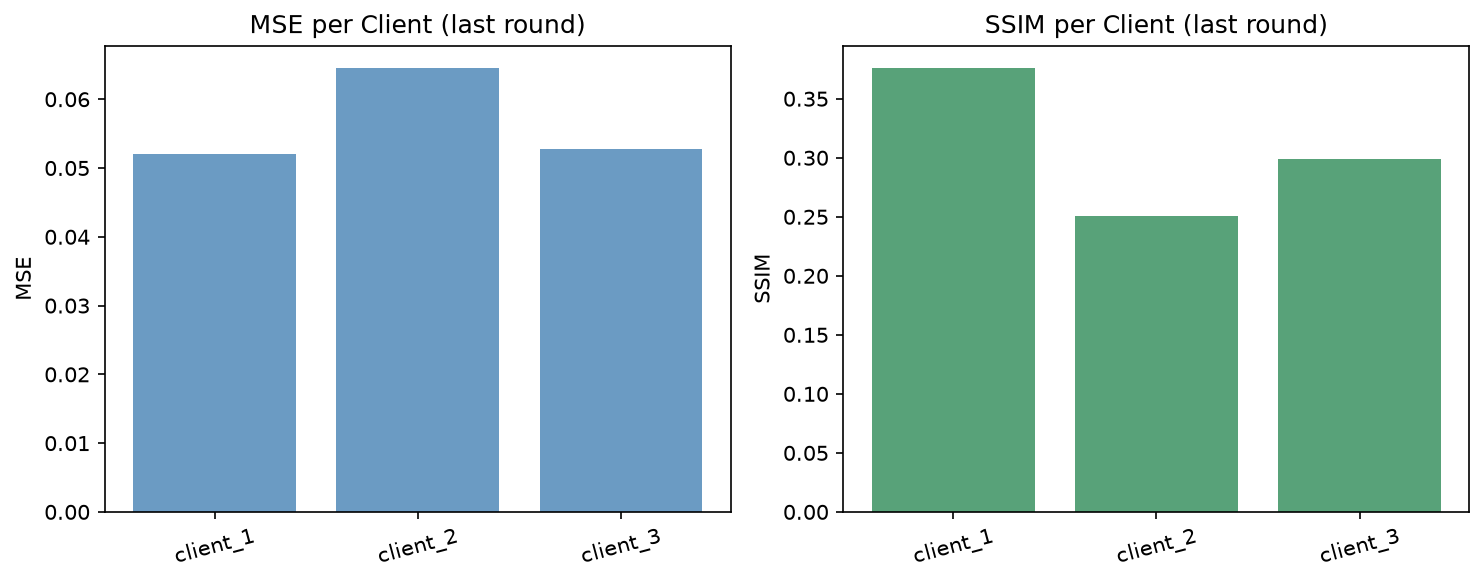 MSE per Client (last round)
MSE
0.06
0.05
0.04
0.03
0.02
0.01
0.00
client_1
client_2
client_3
SSIM per Client (last round)
SSIM
0.35
0.30
0.25
0.20
0.15
0.10
0.05
0.00
client_1
client_2
client_3